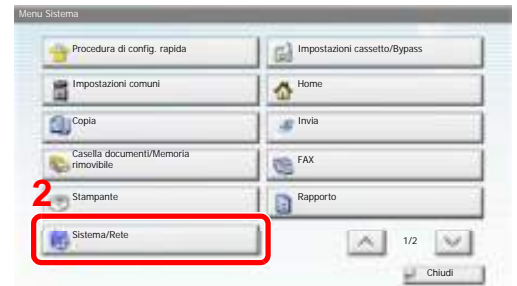 Menu Sistema
Procedura di config. rapida
Impostazioni cassetto/Bypass
Impostazioni comuni
Home
Copia
Invia
Casella documenti/Memoria
rimovibile
FAX
2
Stampante
Rapporto
Sistema/Rete
1/2
Chiudi